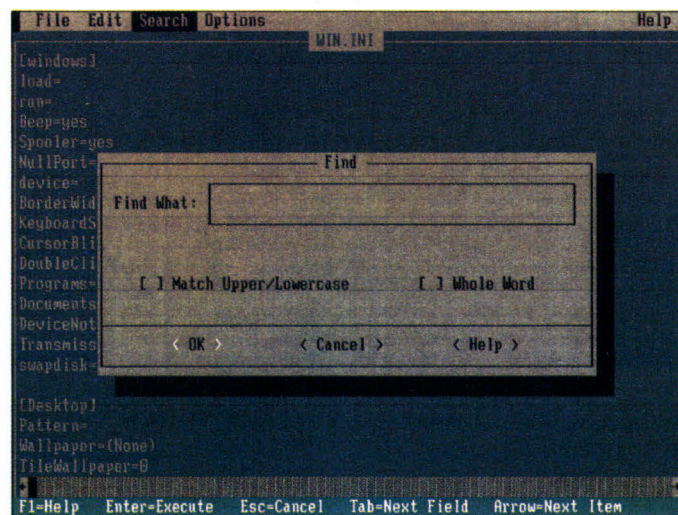 File Edit Search Options Help
WIN.INI
[windows]
load=
run=
Beep=yes
Spooler=yes
NullPort=
device=
BorderWid
KeyboardS
CursorBli
DoubleCli
Programs=
Documents
DeviceNot
Transmiss
swapdisk=
Find
Find What:
[ ] Match Upper/Lowercase [ ] Whole Word
< OK > < Cancel > < Help >
[Desktop]
Pattern=
Wallpaper=(None)
TileWallpaper=0
F1=Help Enter=Execute Esc=Cancel Tab=Next Field Arrow=Next Item